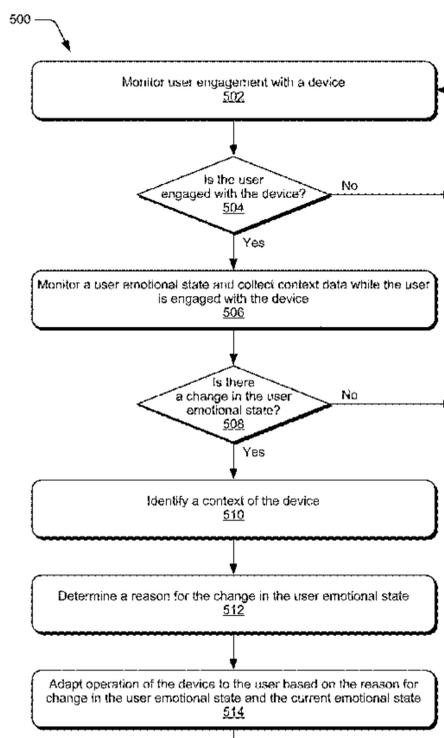 500
Monitor user engagement with a device
502
Is the user
engaged with the device?
504
No
Yes
Monitor a user emotional state and collect context data while the user
is engaged with the device
506
Is there
a change in the user
emotional state?
508
No
Yes
Identify a context of the device
510
Determine a reason for the change in the user emotional state
512
Adapt operation of the device to the user based on the reason for
change in the user emotional state and the current emotional state
514